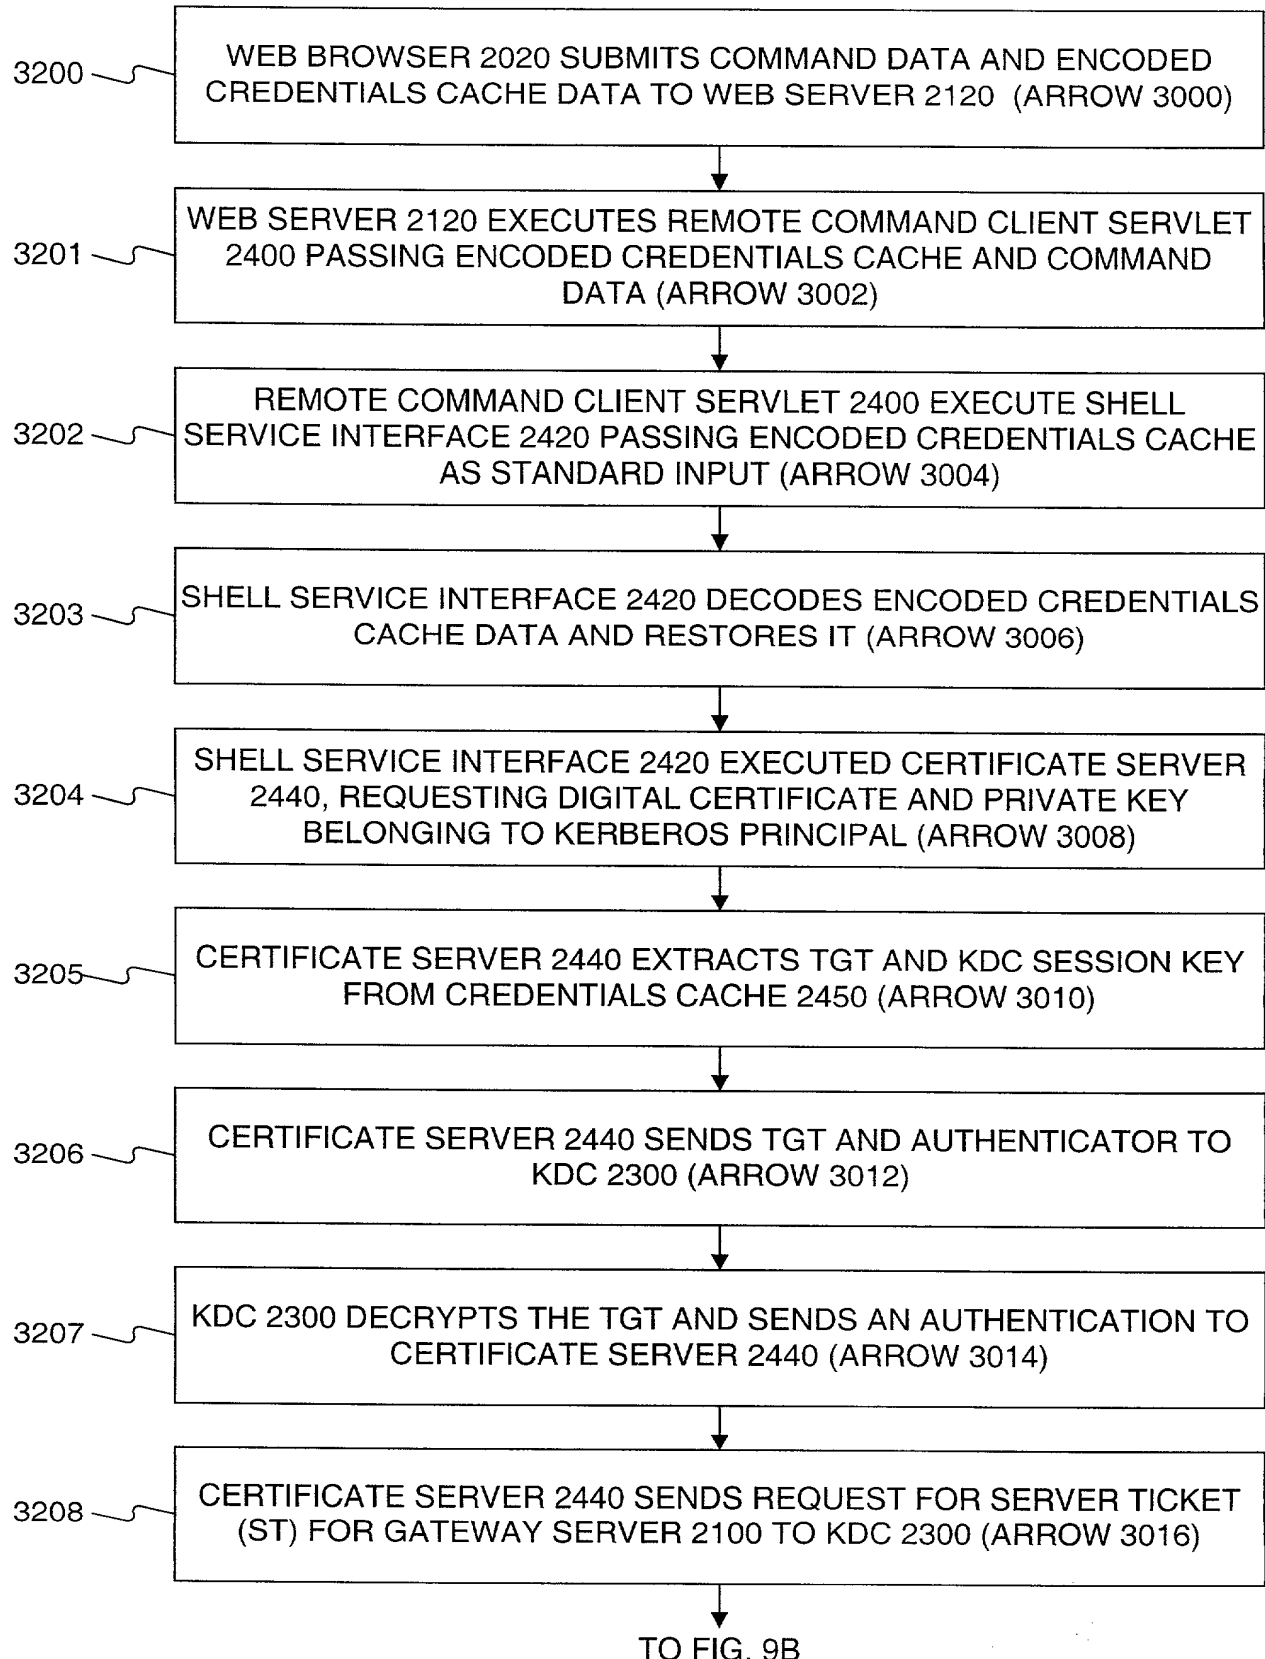 3200
WEB BROWSER 2020 SUBMITS COMMAND DATA AND ENCODED
CREDENTIALS CACHE DATA TO WEB SERVER 2120 (ARROW 3000)
3201
WEB SERVER 2120 EXECUTES REMOTE COMMAND CLIENT SERVLET
2400 PASSING ENCODED CREDENTIALS CACHE AND COMMAND
DATA (ARROW 3002)
3202
REMOTE COMMAND CLIENT SERVLET 2400 EXECUTE SHELL
SERVICE INTERFACE 2420 PASSING ENCODED CREDENTIALS CACHE
AS STANDARD INPUT (ARROW 3004)
3203
SHELL SERVICE INTERFACE 2420 DECODES ENCODED CREDENTIALS
CACHE DATA AND RESTORES IT (ARROW 3006)
3204
SHELL SERVICE INTERFACE 2420 EXECUTED CERTIFICATE SERVER
2440, REQUESTING DIGITAL CERTIFICATE AND PRIVATE KEY
BELONGING TO KERBEROS PRINCIPAL (ARROW 3008)
3205
CERTIFICATE SERVER 2440 EXTRACTS TGT AND KDC SESSION KEY
FROM CREDENTIALS CACHE 2450 (ARROW 3010)
3206
CERTIFICATE SERVER 2440 SENDS TGT AND AUTHENTICATOR TO
KDC 2300 (ARROW 3012)
3207
KDC 2300 DECRYPTS THE TGT AND SENDS AN AUTHENTICATION TO
CERTIFICATE SERVER 2440 (ARROW 3014)
3208
CERTIFICATE SERVER 2440 SENDS REQUEST FOR SERVER TICKET
(ST) FOR GATEWAY SERVER 2100 TO KDC 2300 (ARROW 3016)
TO FIG. 9B